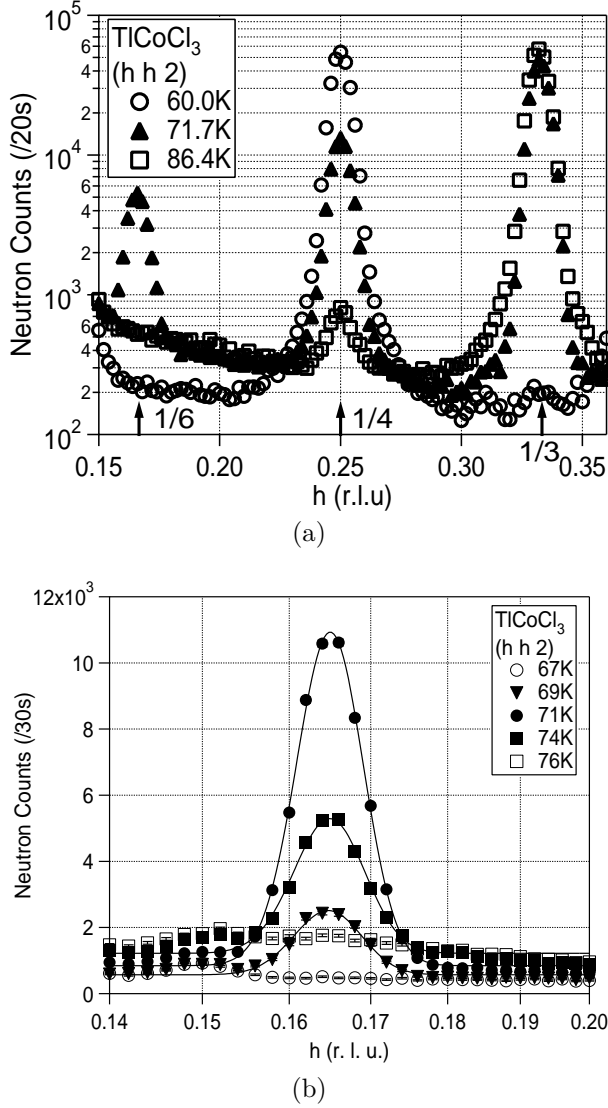 10^5
TlCoCl3
(h h 2)
60.0K
71.7K
86.4K
6
4
2
10^4
6
4
2
10^3
6
4
2
10^2
Neutron Counts (/20s)
1/6
1/4
1/3
0.15 0.20 0.25 0.30 0.35
h (r.l.u)
(a)
12x10^3
10
8
6
4
2
0
Neutron Counts (/30s)
TlCoCl3
(h h 2)
67K
69K
71K
74K
76K
0.14 0.15 0.16 0.17 0.18 0.19 0.20
h (r. l. u.)
(b)